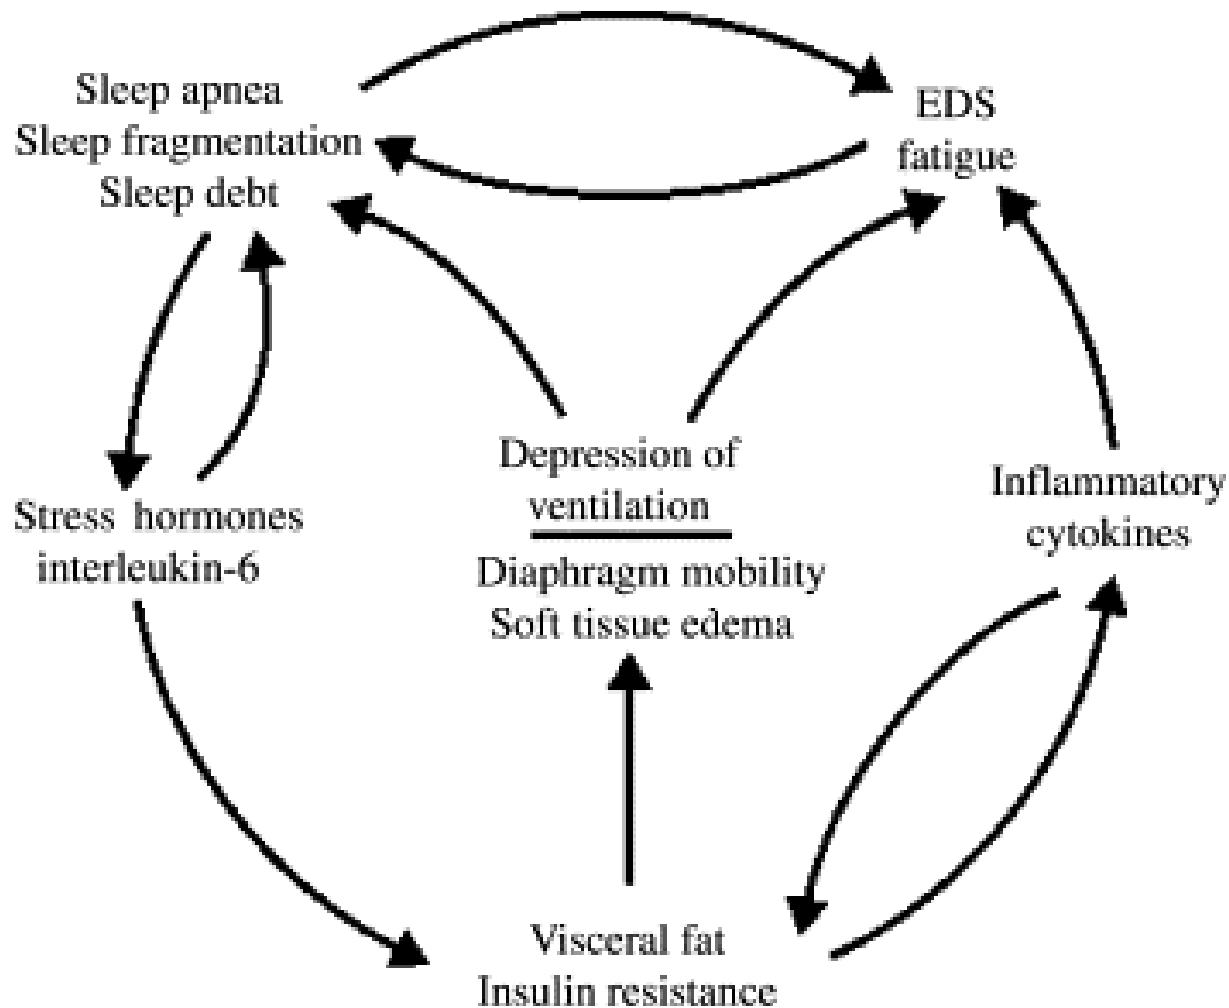 Sleep apnea
Sleep fragmentation
Sleep debt
EDS
fatigue
Depression of
ventilation
Diaphragm mobility
Soft tissue edema
Inflammatory
cytokines
Stress hormones
interleukin-6
Visceral fat
Insulin resistance